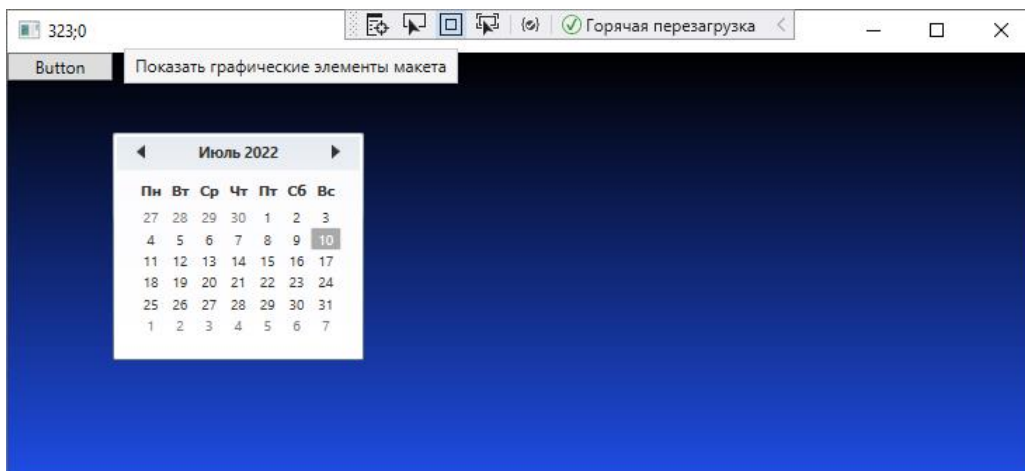 323;0
Горячая перезагрузка
Button
Показать графические элементы макета
Июль 2022
Пн Вт Ср Чт Пт Сб Вс
27 28 29 30 1 2 3
4 5 6 7 8 9 10
11 12 13 14 15 16 17
18 19 20 21 22 23 24
25 26 27 28 29 30 31
1 2 3 4 5 6 7